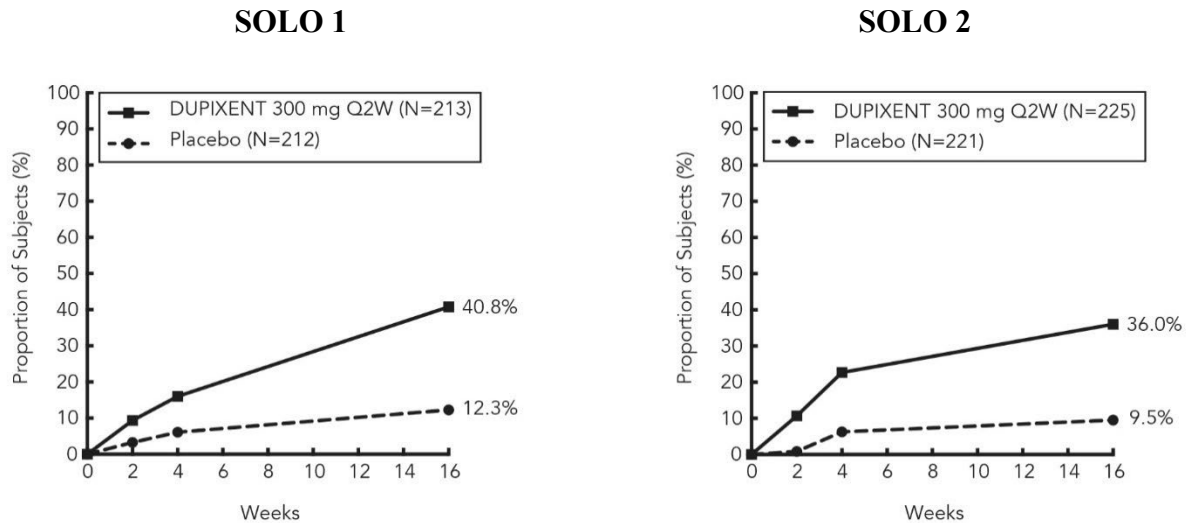 SOLO 1
DUPIXENT 300 mg Q2W (N=213)
Placebo (N=212)
Proportion of Subjects (%)
100
90
80
70
60
50
40
30
20
10
0
40.8%
12.3%
0 2 4 6 8 10 12 14 16
Weeks
SOLO 2
DUPIXENT 300 mg Q2W (N=225)
Placebo (N=221)
Proportion of Subjects (%)
100
90
80
70
60
50
40
30
20
10
0
36.0%
9.5%
0 2 4 6 8 10 12 14 16
Weeks